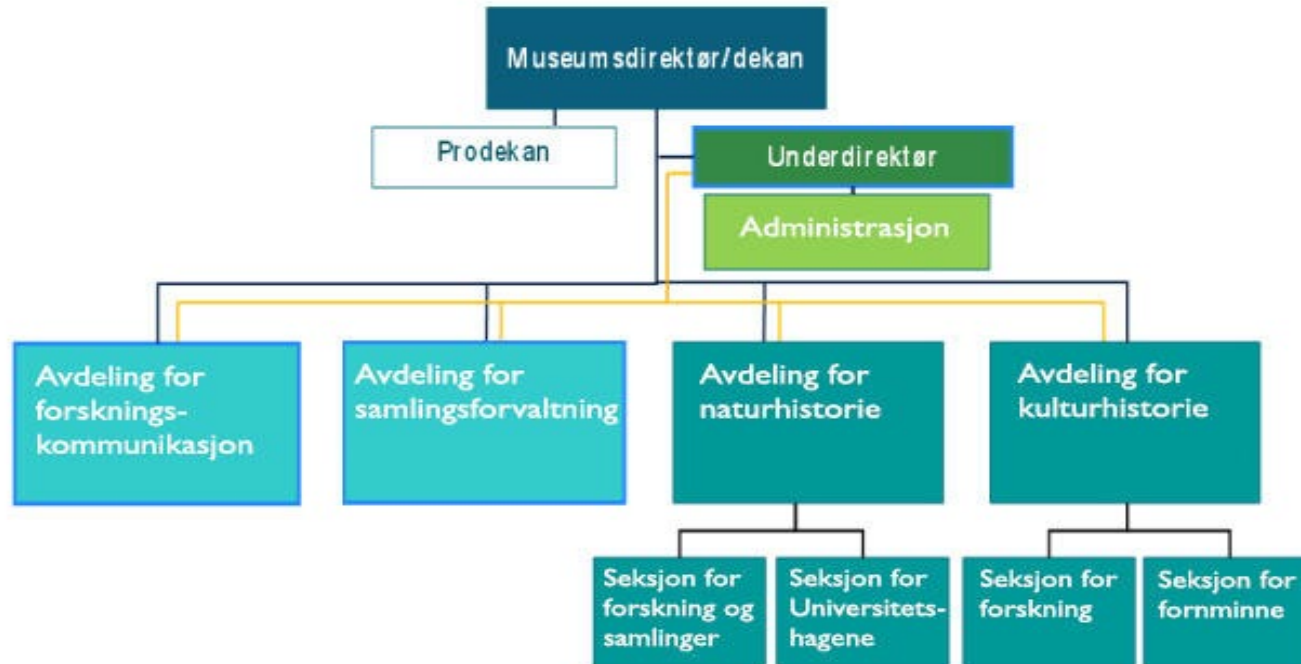 Museumsdirektør/dekan
Prodekan
Underdirektør
Administrasjon
Avdeling for
forsknings-
kommunikasjon
Avdeling for
samlingsforvaltning
Avdeling for
naturhistorie
Avdeling for
kulturhistorie
Seksjon for
forskning og
samlinger
Seksjon for
Universitets-
hagene
Seksjon for
forskning
Seksjon for
fornminne